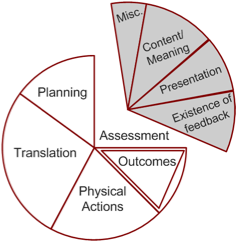 Misc.
Content/
Meaning
Presentation
Existence of
feedback
Planning
Assessment
Translation
Outcomes
Physical
Actions